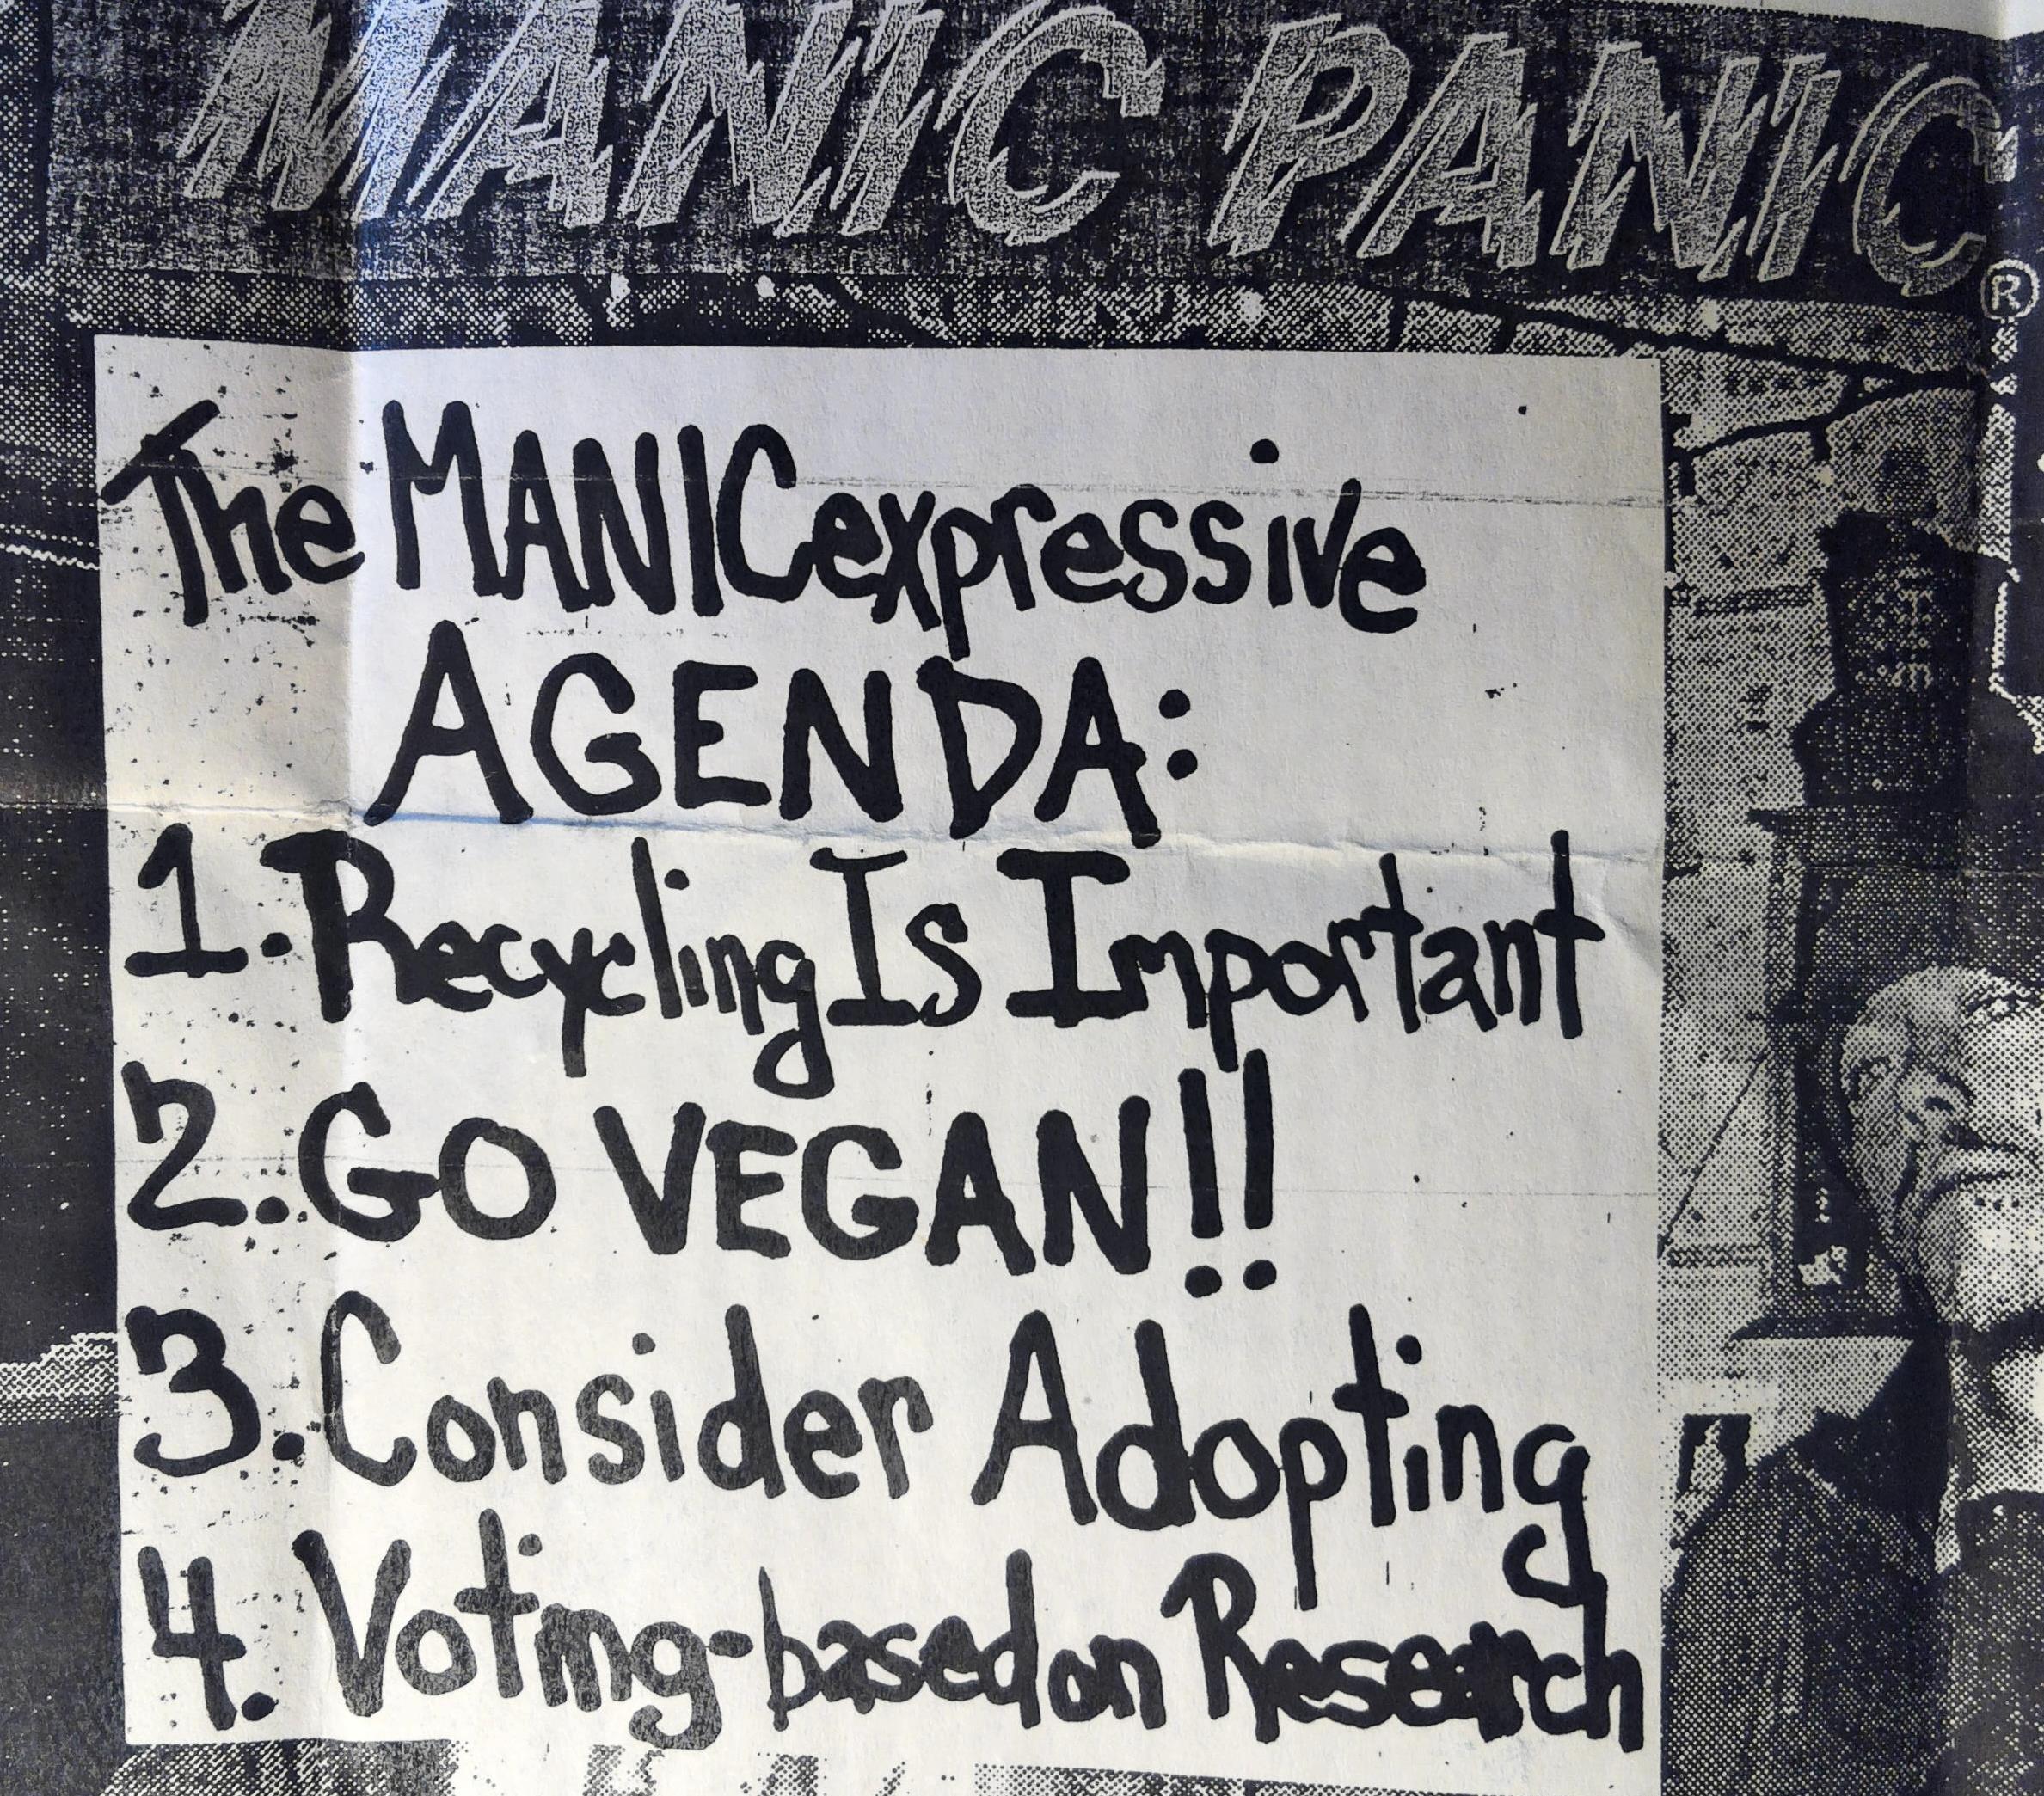 MANIC PANIC®
The MANICexpressive
AGENDA:
1. Recycling Is Important
2. GO VEGAN!!
3. Consider Adopting
4. Voting-based on Research